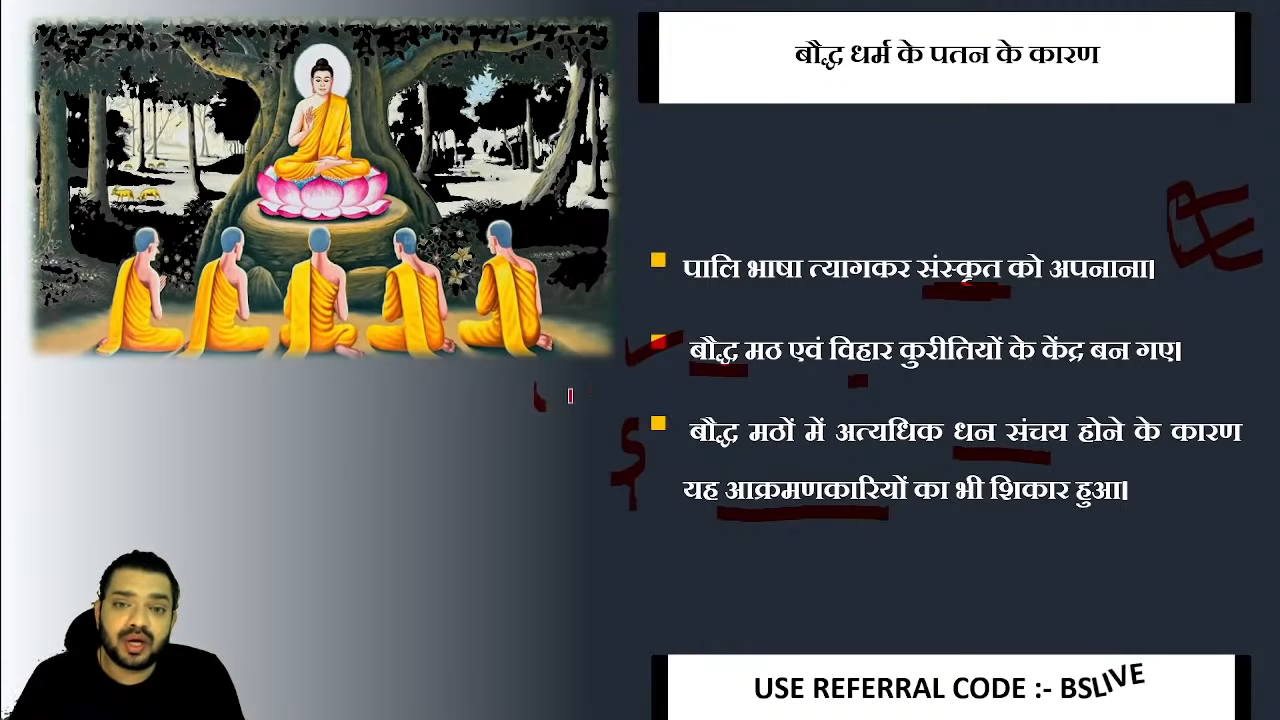 बौद्ध धर्म के पतन के कारण
पालि भाषा त्यागकर संस्कृत को अपनाना।
बौद्ध मठ एवं विहार कुरीतियों के केंद्र बन गए।
बौद्ध मठों में अत्यधिक धन संचय होने के कारण
यह आक्रमणकारियों का भी शिकार हुआ।
USE REFERRAL CODE :- BSLIVE